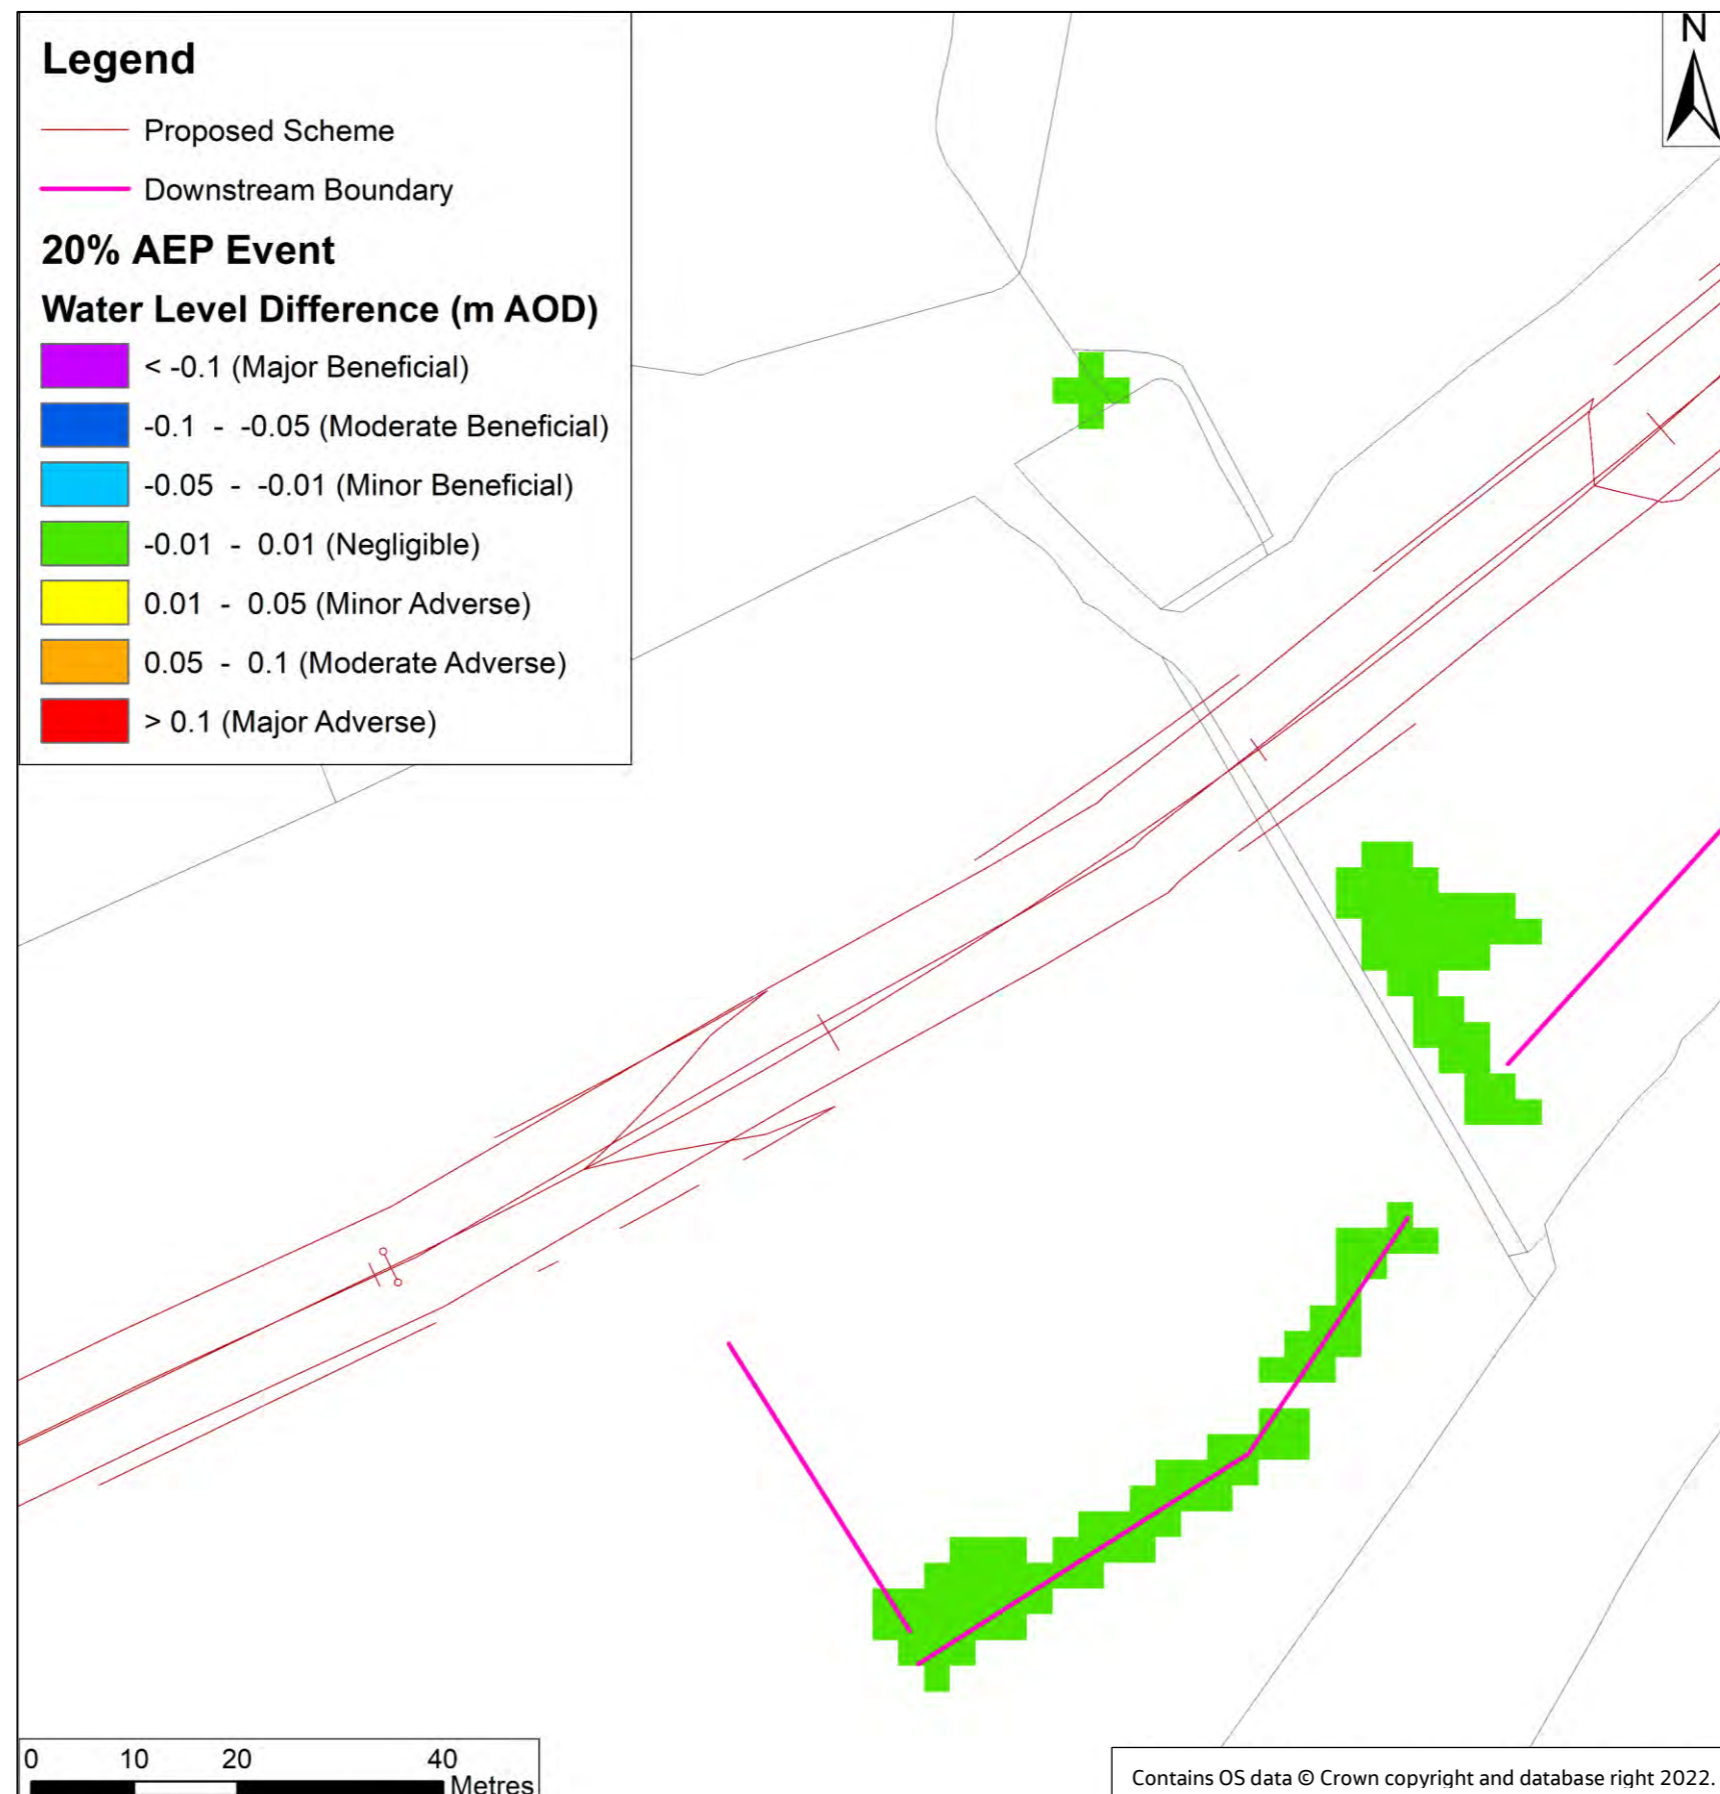 Legend
Proposed Scheme
Downstream Boundary
20% AEP Event
Water Level Difference (m AOD)
< -0.1 (Major Beneficial)
-0.1 - -0.05 (Moderate Beneficial)
-0.05 - -0.01 (Minor Beneficial)
-0.01 - 0.01 (Negligible)
0.01 - 0.05 (Minor Adverse)
0.05 - 0.1 (Moderate Adverse)
> 0.1 (Major Adverse)
N
0 10 20 40
Metres
Contains OS data © Crown copyright and database right 2022.